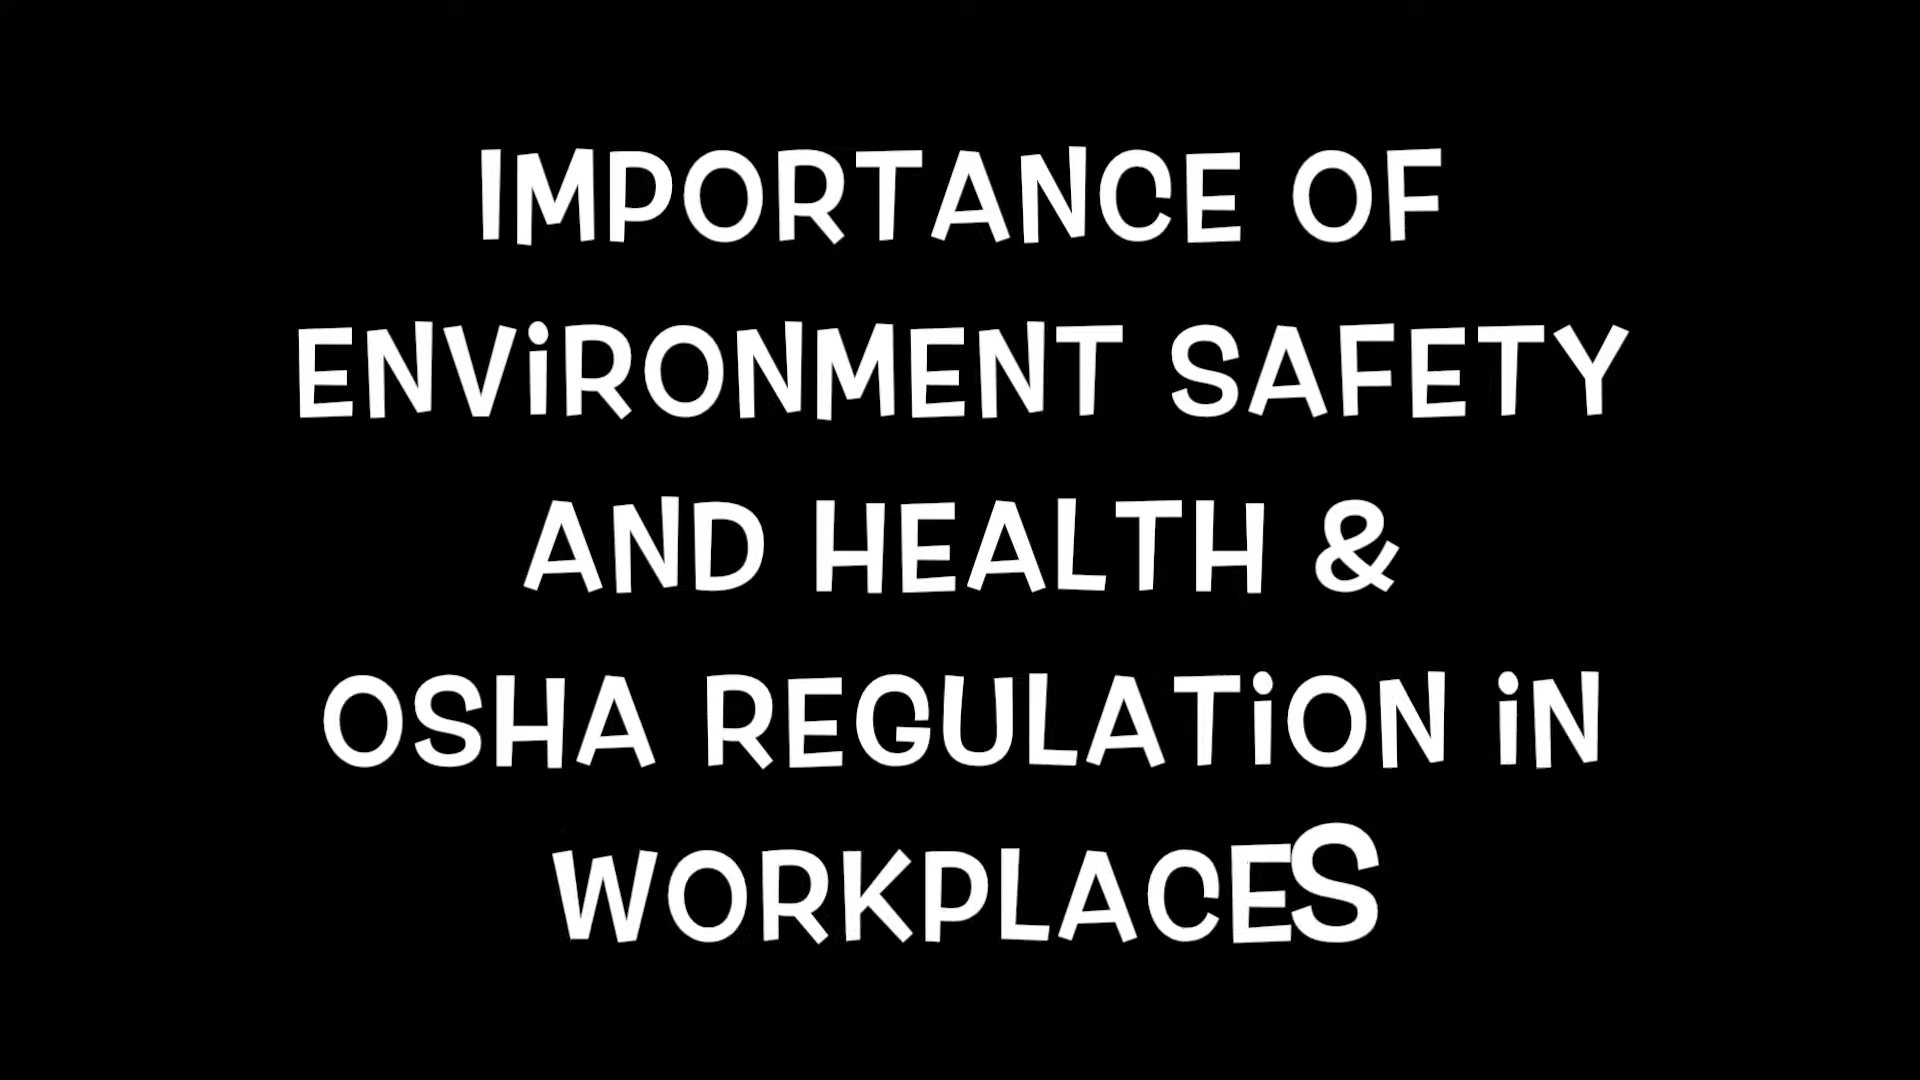 IMPORTANCE OF
ENViRONMENT SAFETY
AND HEALTH &
OSHA REGULATiON iN
WORKPLACES